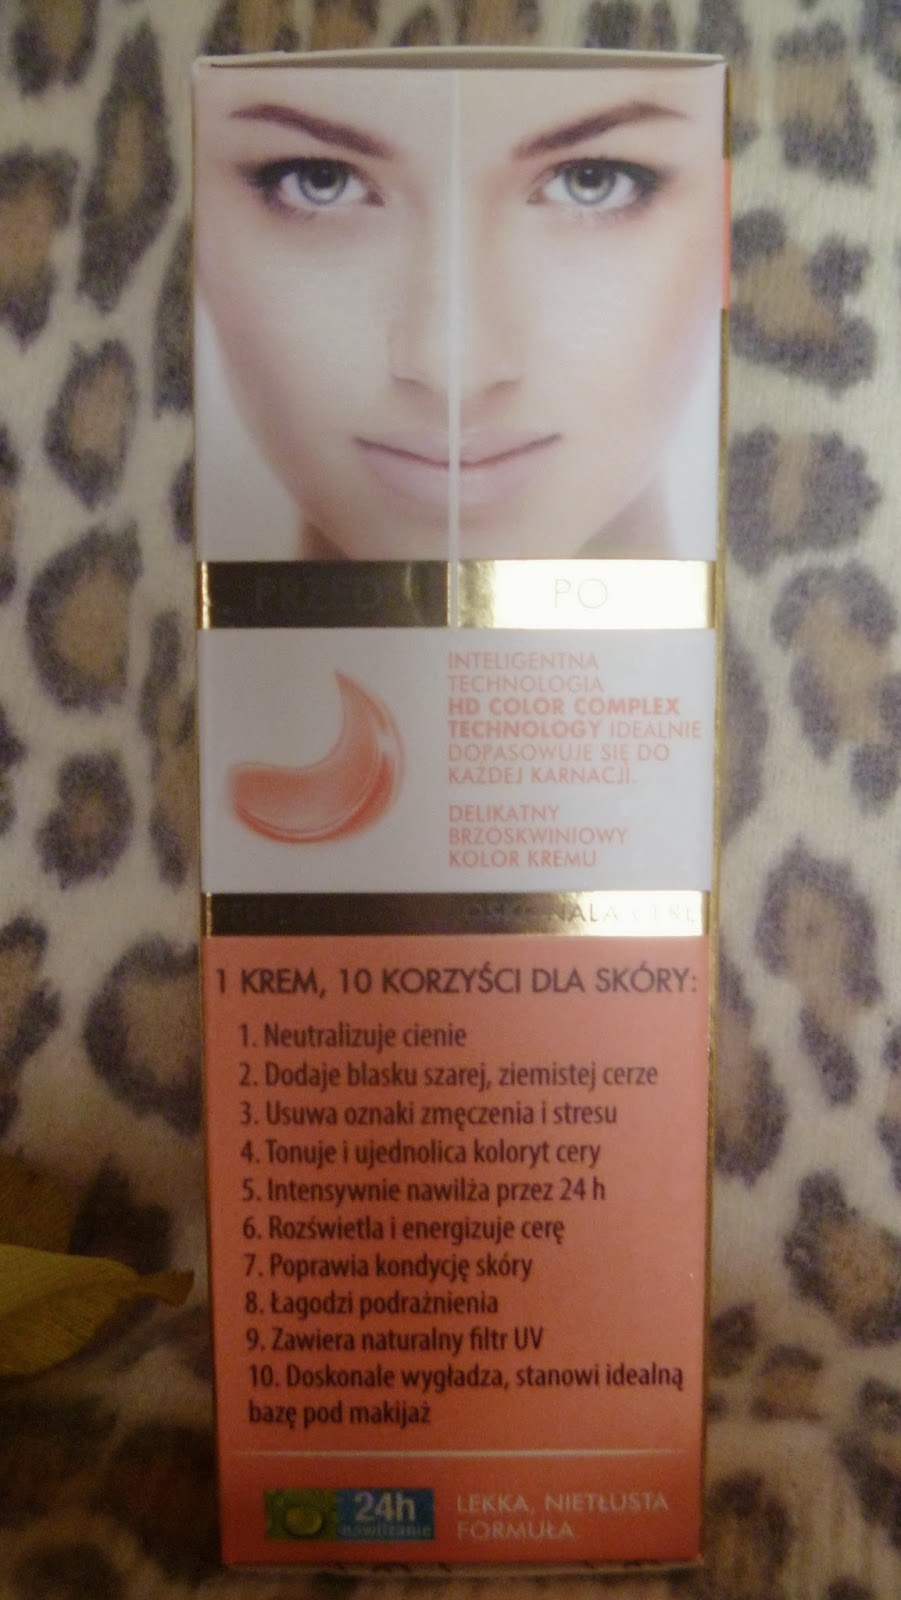 PRZED
PO
INTELIGENTNA
TECHNOLOGIA
HD COLOR COMPLEX
TECHNOLOGY IDEALNIE
DOPASOWUJE SIĘ DO
KAŻDEJ KARNACJI.
DELIKATNY
BRZOSKWINIOWY
KOLOR KREMU
1 KREM, 10 KORZYŚCI DLA SKÓRY:
1. Neutralizuje cienie
2. Dodaje blasku szarej, ziemistej cerze
3. Usuwa oznaki zmęczenia i stresu
4. Tonuje i ujednolica koloryt cery
5. Intensywnie nawilża przez 24 h
6. Rozświetla i energizuje cerę
7. Poprawia kondycję skóry
8. Łagodzi podrażnienia
9. Zawiera naturalny filtr UV
10. Doskonale wygładza, stanowi idealną
bazę pod makijaż
24h
nawilżanie
LEKKA, NIETŁUSTA
FORMUŁA